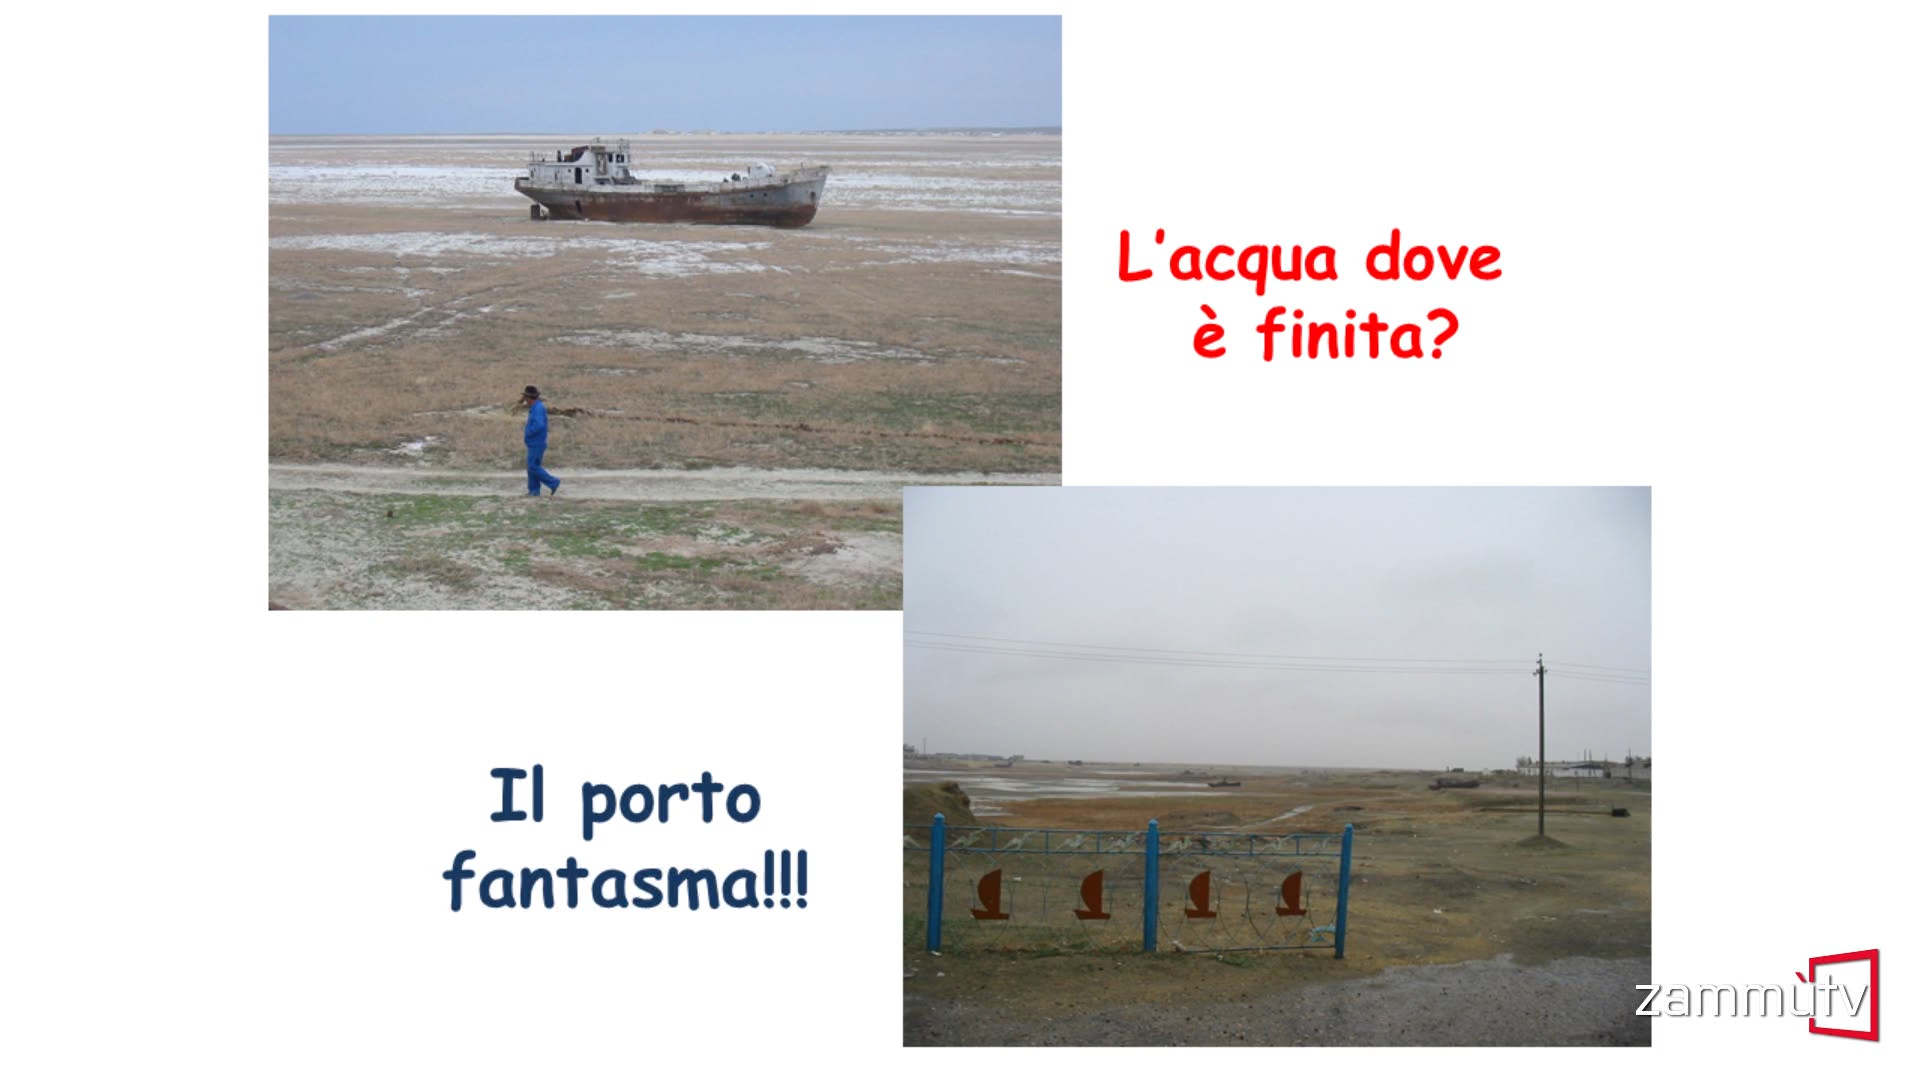 L'acqua dove
è finita?
Il porto
fantasma!!!
zammùtv